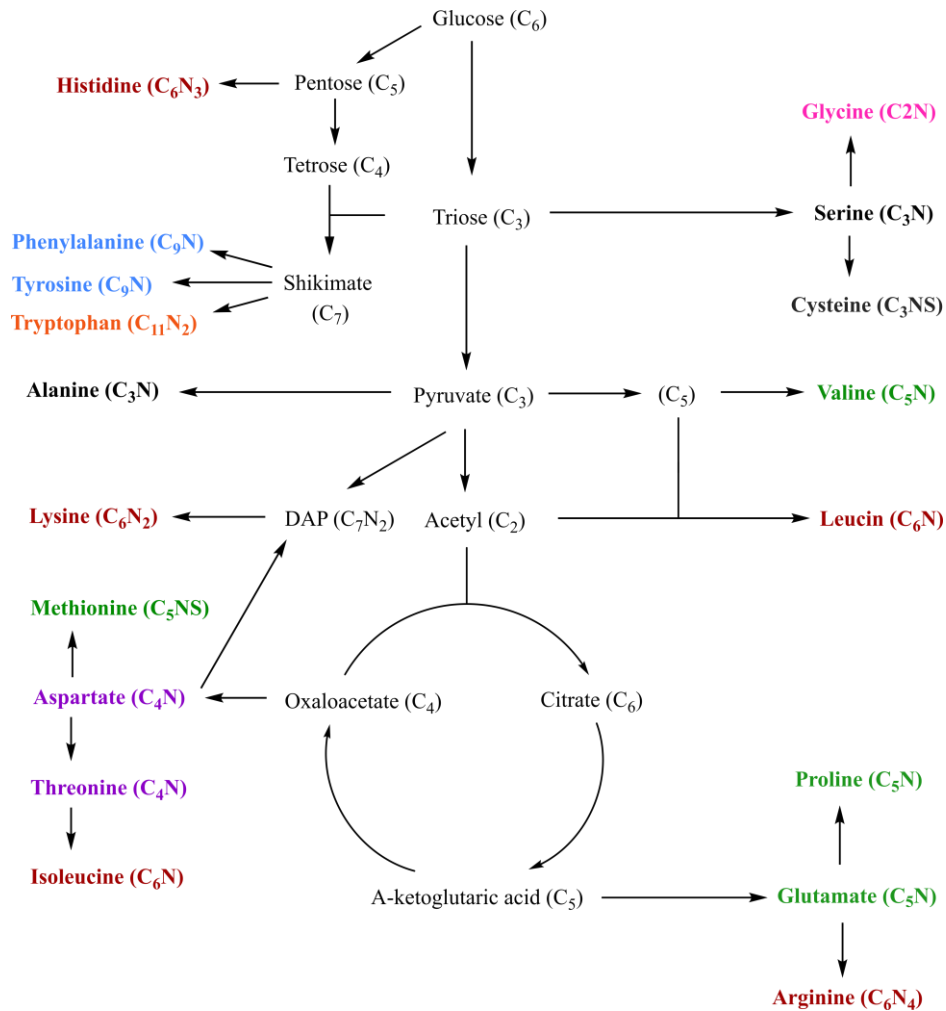 Glucose (C6)
Histidine (C6N3)
Pentose (C5)
Glycine (C2N)
Tetrose (C4)
Triose (C3)
Serine (C3N)
Phenylalanine (C9N)
Tyrosine (C9N)
Shikimate
(C7)
Tryptophan (C11N2)
Cysteine (C3NS)
Alanine (C3N)
Pyruvate (C3)
(C5)
Valine (C5N)
Lysine (C6N2)
DAP (C7N2)
Acetyl (C2)
Leucin (C6N)
Methionine (C5NS)
Aspartate (C4N)
Oxaloacetate (C4)
Citrate (C6)
Threonine (C4N)
Proline (C5N)
Isoleucine (C6N)
A-ketoglutaric acid (C5)
Glutamate (C5N)
Arginine (C6N4)